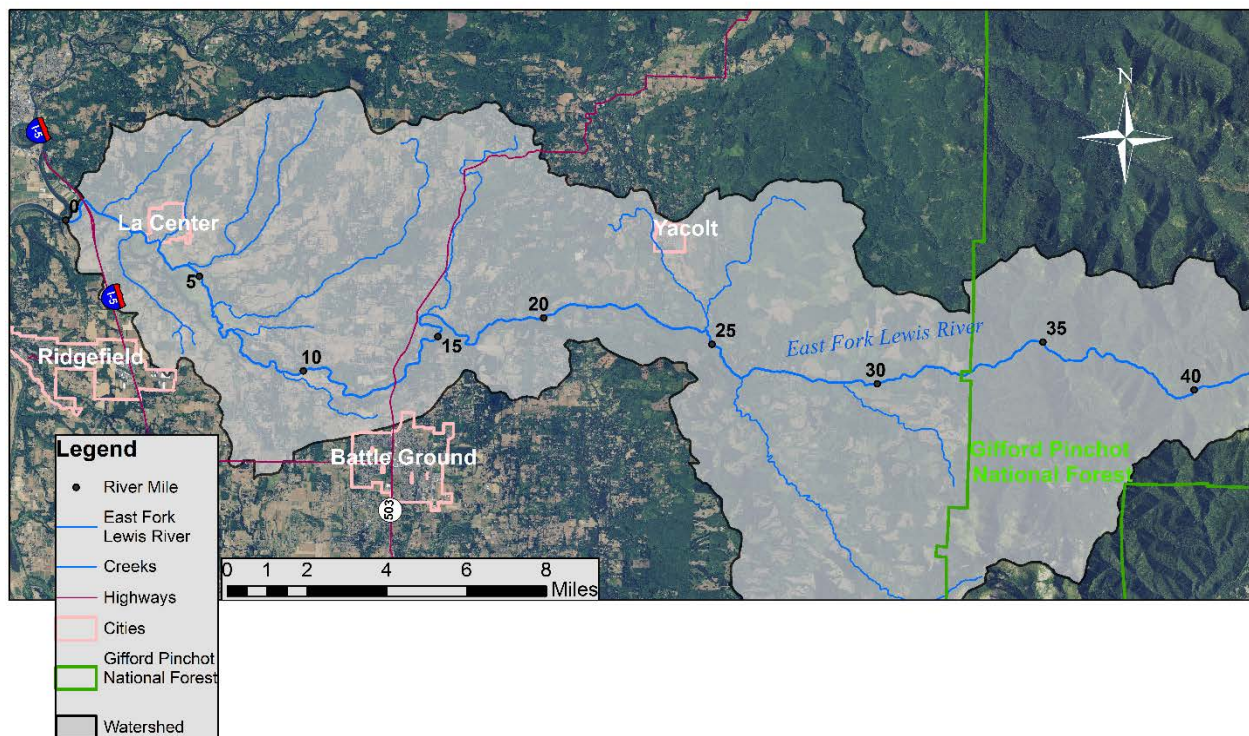 N
I-5
0
La Center
Yacolt
5
I-5
20
15
25
East Fork Lewis River
35
Ridgefield
10
30
40
Gifford Pinchot
National Forest
Battle Ground
503
Legend
River Mile
East Fork
Lewis River
Creeks
Highways
Cities
Gifford Pinchot
National Forest
Watershed
0 1 2 4 6 8
Miles